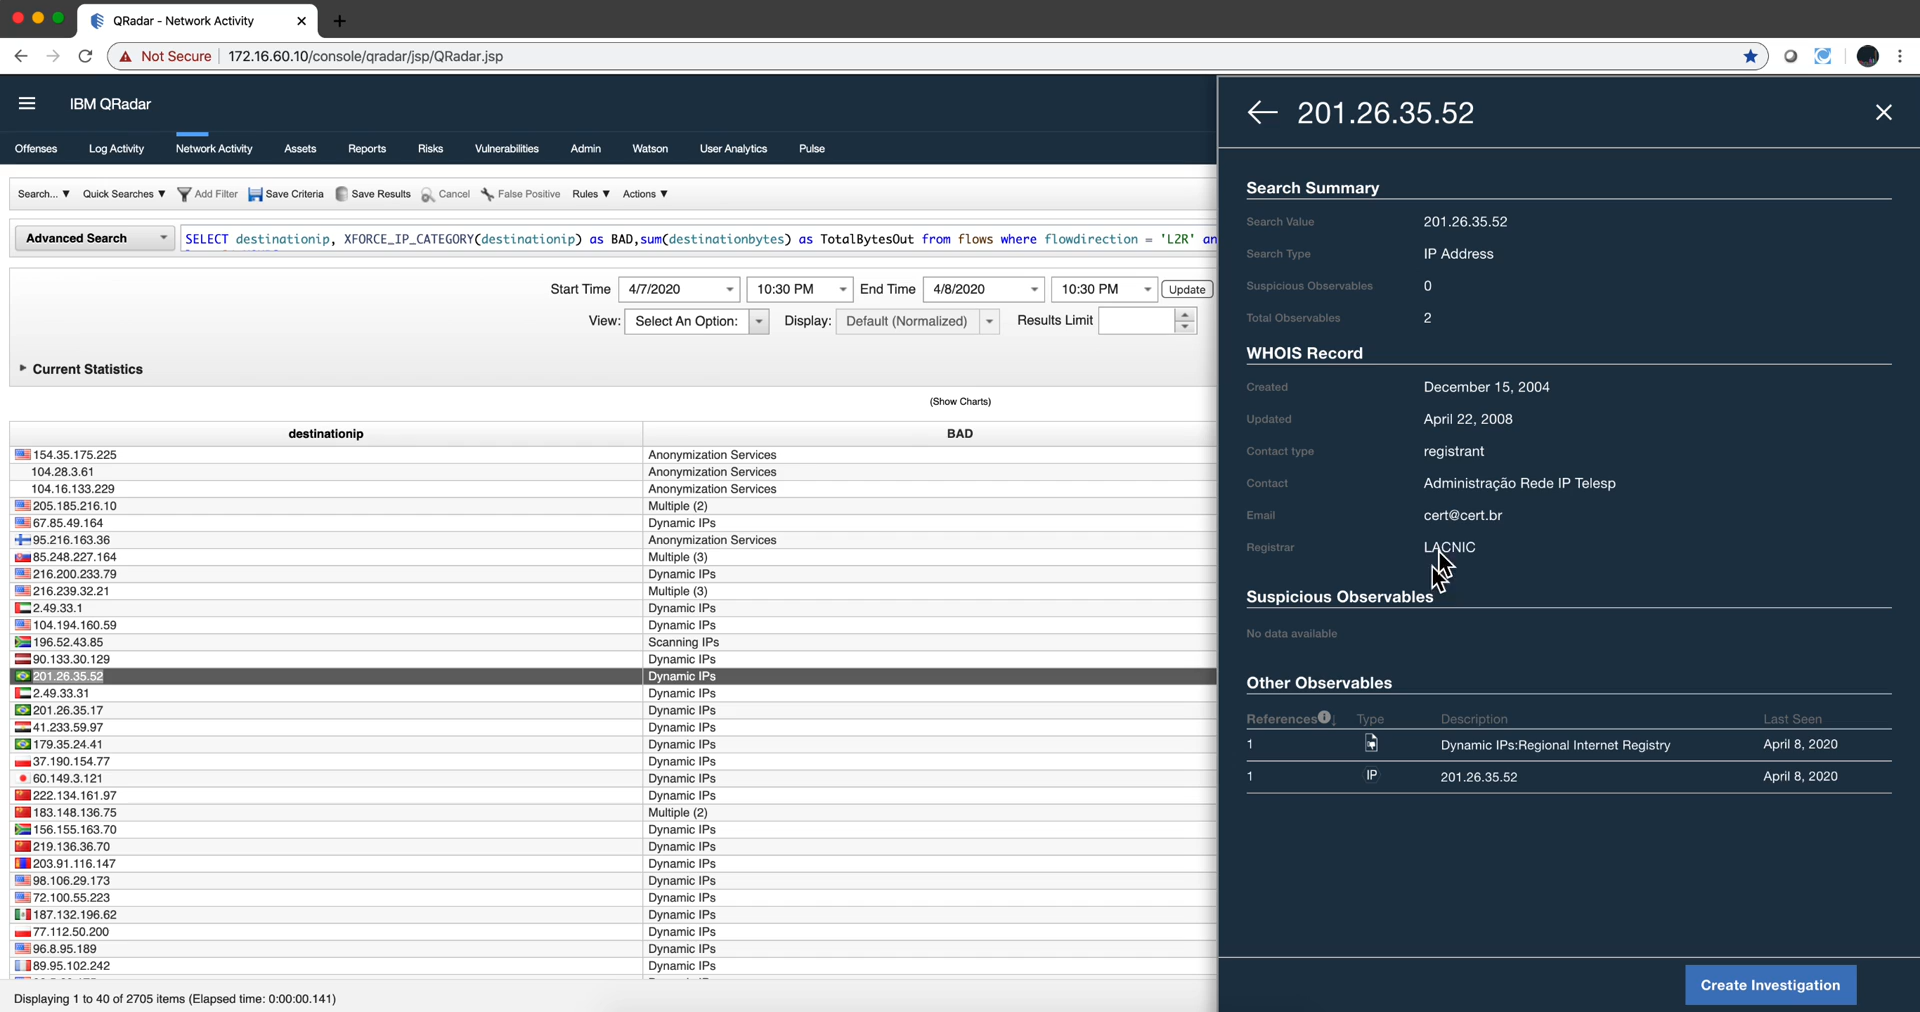 QRadar - Network Activity
Not Secure
172.16.60.10/console/qradar/jsp/QRadar.jsp
IBM QRadar
Offenses
Log Activity
Network Activity
Assets
Reports
Risks
Vulnerabilities
Admin
Watson
User Analytics
Pulse
Search...
Quick Searches
Add Filter
Save Criteria
Save Results
Cancel
False Positive
Rules
Actions
Advanced Search
SELECT destinationip, XFORCE_IP_CATEGORY(destinationip) as BAD,sum(destinationbytes) as TotalBytesOut from flows where flowdirection = 'L2R' an
Start Time 4/7/2020 10:30 PM End Time 4/8/2020 10:30 PM Update
View: Select An Option: Display: Default (Normalized) Results Limit
Current Statistics
(Show Charts)
destinationip BAD
154.35.175.225 Anonymization Services
104.28.3.61 Anonymization Services
104.16.133.229 Anonymization Services
205.185.216.10 Multiple (2)
67.85.49.164 Dynamic IPs
95.216.163.36 Anonymization Services
85.248.227.164 Multiple (3)
216.200.233.79 Dynamic IPs
216.239.32.21 Multiple (3)
2.49.33.1 Dynamic IPs
104.194.160.59 Dynamic IPs
196.52.43.85 Scanning IPs
90.133.30.129 Dynamic IPs
201.26.35.52 Dynamic IPs
2.49.33.31 Dynamic IPs
201.26.35.17 Dynamic IPs
41.233.59.97 Dynamic IPs
179.35.24.41 Dynamic IPs
37.190.154.77 Dynamic IPs
60.149.3.121 Dynamic IPs
222.134.161.97 Dynamic IPs
183.148.136.75 Multiple (2)
156.155.163.70 Dynamic IPs
219.136.36.70 Dynamic IPs
203.91.116.147 Dynamic IPs
98.106.29.173 Dynamic IPs
72.100.55.223 Dynamic IPs
187.132.196.62 Dynamic IPs
77.112.50.200 Dynamic IPs
96.8.95.189 Dynamic IPs
89.95.102.242 Dynamic IPs
Displaying 1 to 40 of 2705 items (Elapsed time: 0:00:00.141)
201.26.35.52
Search Summary
Search Value 201.26.35.52
Search Type IP Address
Suspicious Observables 0
Total Observables 2
WHOIS Record
Created December 15, 2004
Updated April 22, 2008
Contact type registrant
Contact Administração Rede IP Telesp
Email cert@cert.br
Registrar LACNIC
Suspicious Observables
No data available
Other Observables
References Type Description Last Seen
1 Dynamic IPs:Regional Internet Registry April 8, 2020
1 IP 201.26.35.52 April 8, 2020
Create Investigation